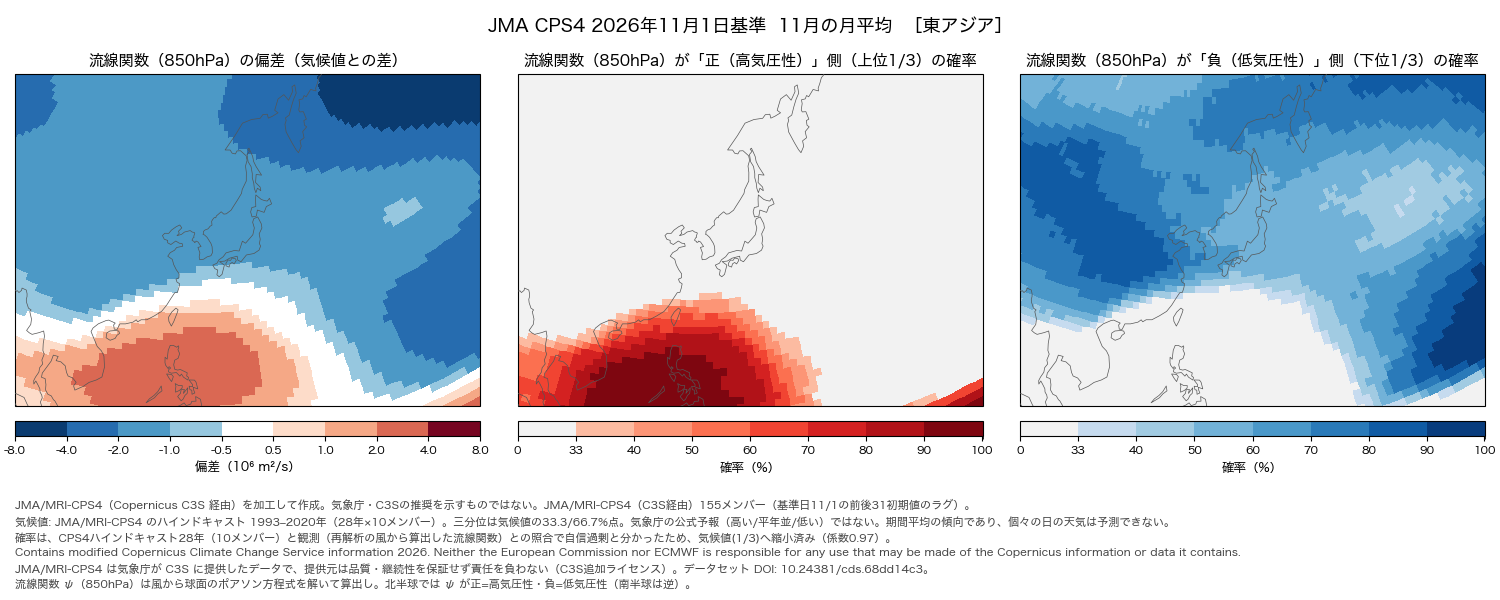 JMA CPS4 2026年11月1日基準 11月の月平均 [東アジア]
流線関数（850hPa）の偏差（気候値との差）
流線関数（850hPa）が「正（高気圧性）」側（上位1/3）の確率
流線関数（850hPa）が「負（低気圧性）」側（下位1/3）の確率
-8.0 -4.0 -2.0 -1.0 -0.5 0.5 1.0 2.0 4.0 8.0
偏差（10⁶ m²/s）
0 33 40 50 60 70 80 90 100
確率（%）
0 33 40 50 60 70 80 90 100
確率（%）
JMA/MRI-CPS4（Copernicus C3S 経由）を加工して作成。気象庁・C3Sの推奨を示すものではない。JMA/MRI-CPS4（C3S経由）155メンバー（基準日11/1の前後31初期値のラグ）。
気候値: JMA/MRI-CPS4 のハインドキャスト 1993–2020年（28年×10メンバー）。三分位は気候値の33.3/66.7%点。気象庁の公式予報（高い/平年並/低い）ではない。期間平均の傾向であり、個々の日の天気は予測できない。
確率は、CPS4ハインドキャスト28年（10メンバー）と観測（再解析の風から算出した流線関数）との照合で自信過剰と分かったため、気候値(1/3)へ縮小済み（係数0.97）。
Contains modified Copernicus Climate Change Service information 2026. Neither the European Commission nor ECMWF is responsible for any use that may be made of the Copernicus information or data it contains.
JMA/MRI-CPS4 は気象庁が C3S に提供したデータで、提供元は品質・継続性を保証せず責任を負わない（C3S追加ライセンス）。データセット DOI: 10.24381/cds.68dd14c3。
流線関数 ψ（850hPa）は風から球面のポアソン方程式を解いて算出し。北半球では ψ が正=高気圧性・負=低気圧性（南半球は逆）。